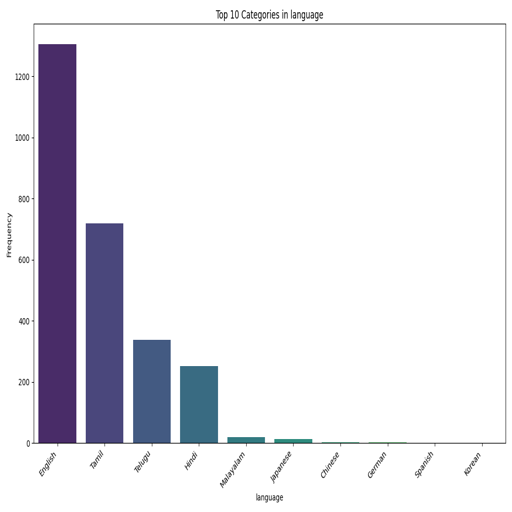 Top 10 Categories in language
Frequency
1200
1000
800
600
400
200
0
English
Tamil
Telugu
Hindi
Malayalam
Japanese
Chinese
German
Spanish
Korean
language